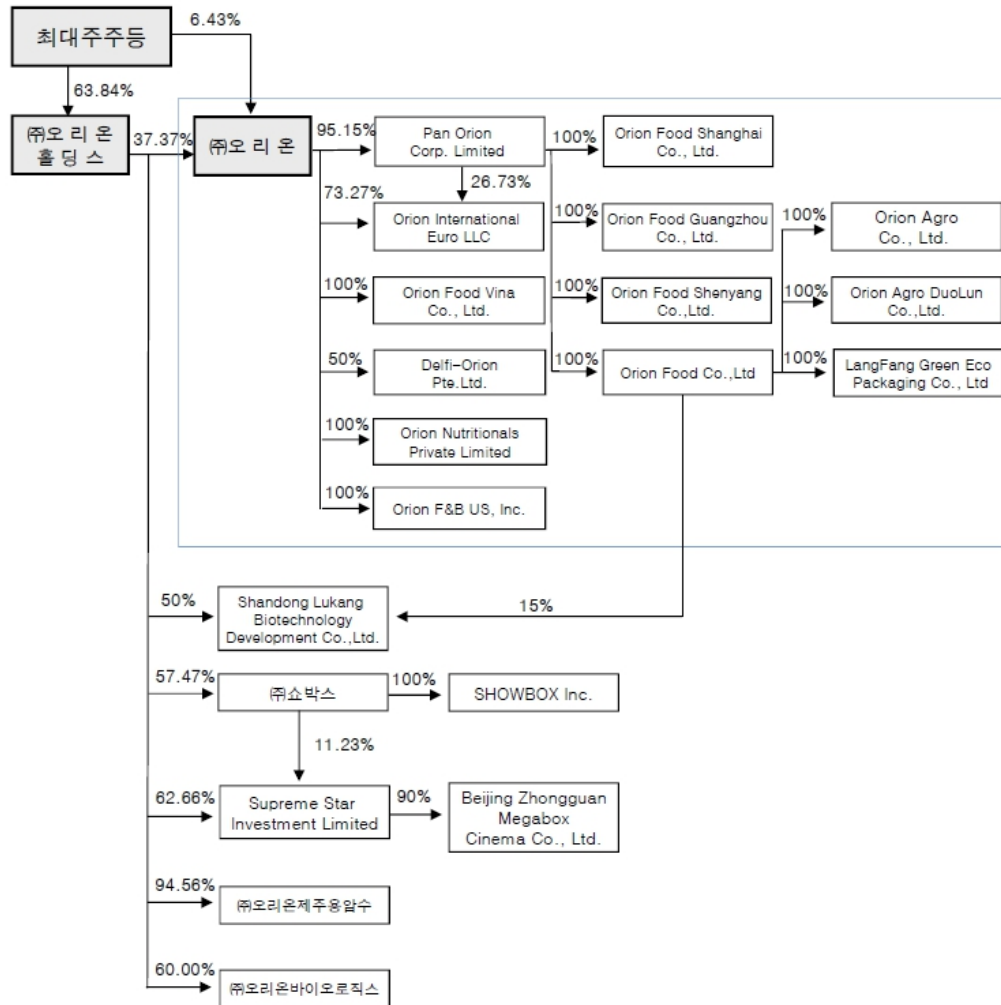 최대주주등
6.43%
63.84%
㈜오 리 온
홀 딩 스
37.37%
㈜오 리 온
95.15%
Pan Orion
Corp. Limited
100%
Orion Food Shanghai
Co., Ltd.
26.73%
73.27%
Orion International
Euro LLC
100%
Orion Food Guangzhou
Co., Ltd.
100%
Orion Agro
Co., Ltd.
100%
Orion Food Vina
Co., Ltd.
100%
Orion Food Shenyang
Co.,Ltd.
100%
Orion Agro DuoLun
Co.,Ltd.
50%
Delfi-Orion
Pte.Ltd.
100%
Orion Food Co.,Ltd
100%
LangFang Green Eco
Packaging Co., Ltd
100%
Orion Nutritionals
Private Limited
100%
Orion F&B US, Inc.
50%
Shandong Lukang
Biotechnology
Development Co.,Ltd.
15%
57.47%
㈜쇼박스
100%
SHOWBOX Inc.
11.23%
62.66%
Supreme Star
Investment Limited
90%
Beijing Zhongguan
Megabox
Cinema Co., Ltd.
94.56%
㈜오리온제주용암수
60.00%
㈜오리온바이오로직스